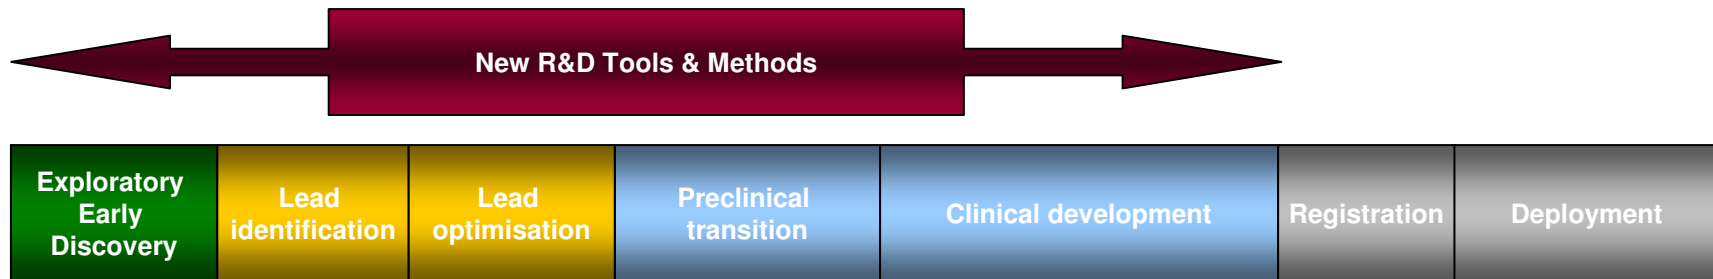 New R&D Tools & Methods
Exploratory
Early
Discovery
Lead
identification
Lead
optimisation
Preclinical
transition
Clinical development
Registration
Deployment